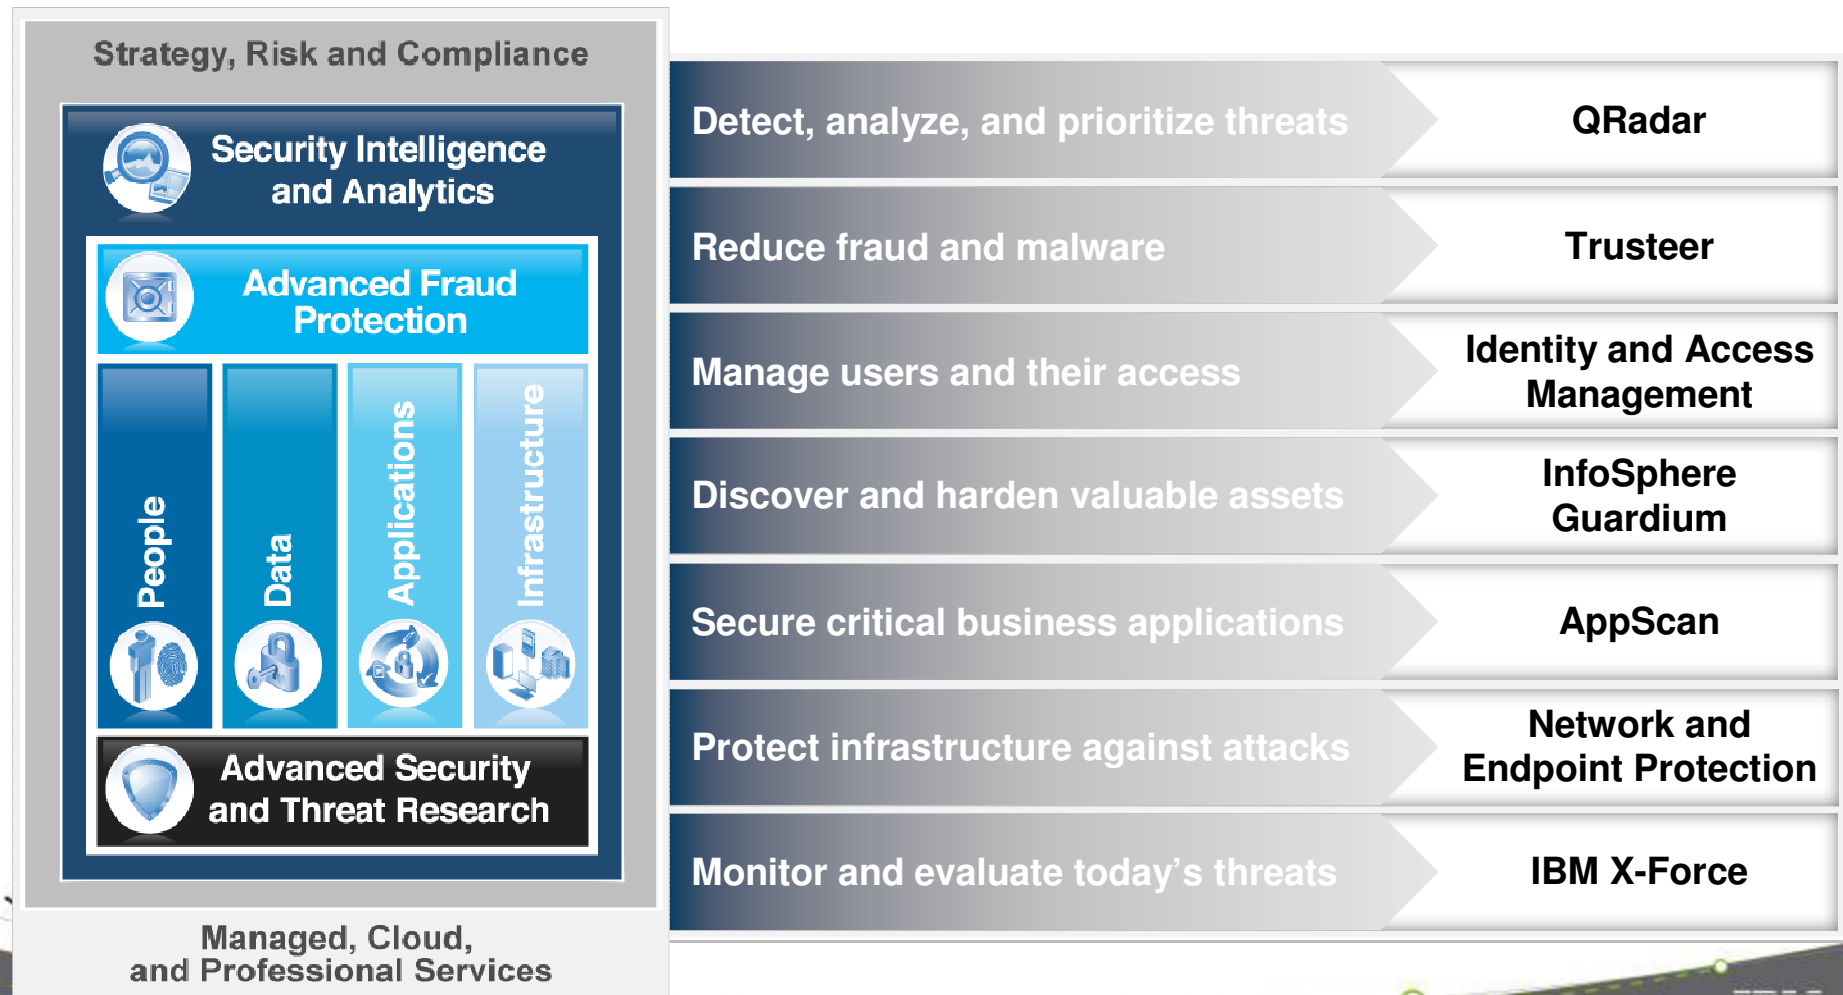 Strategy, Risk and Compliance
Security Intelligence
and Analytics
Advanced Fraud
Protection
People
Data
Applications
Infrastructure
Advanced Security
and Threat Research
Managed, Cloud,
and Professional Services
Detect, analyze, and prioritize threats
QRadar
Reduce fraud and malware
Trusteer
Manage users and their access
Identity and Access
Management
Discover and harden valuable assets
InfoSphere
Guardium
Secure critical business applications
AppScan
Protect infrastructure against attacks
Network and
Endpoint Protection
Monitor and evaluate today's threats
IBM X-Force